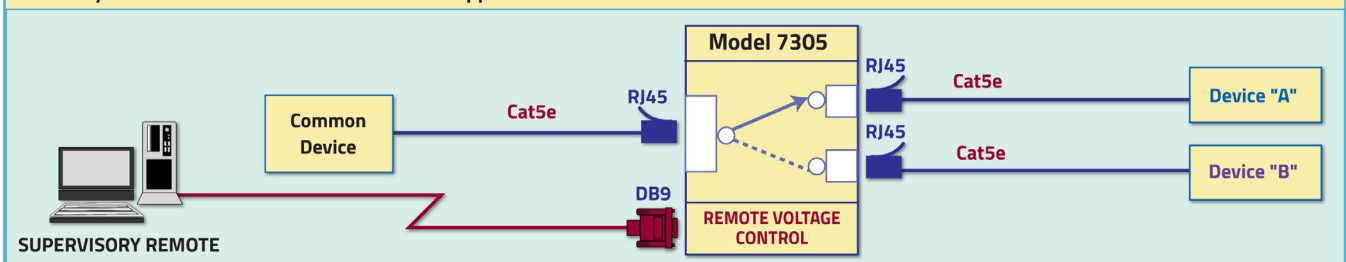 Model 7305
RJ45
Cat5e
Device "A"
RJ45
Cat5e
Common
Device
RJ45
Cat5e
Device "B"
DB9
REMOTE VOLTAGE
CONTROL
SUPERVISORY REMOTE